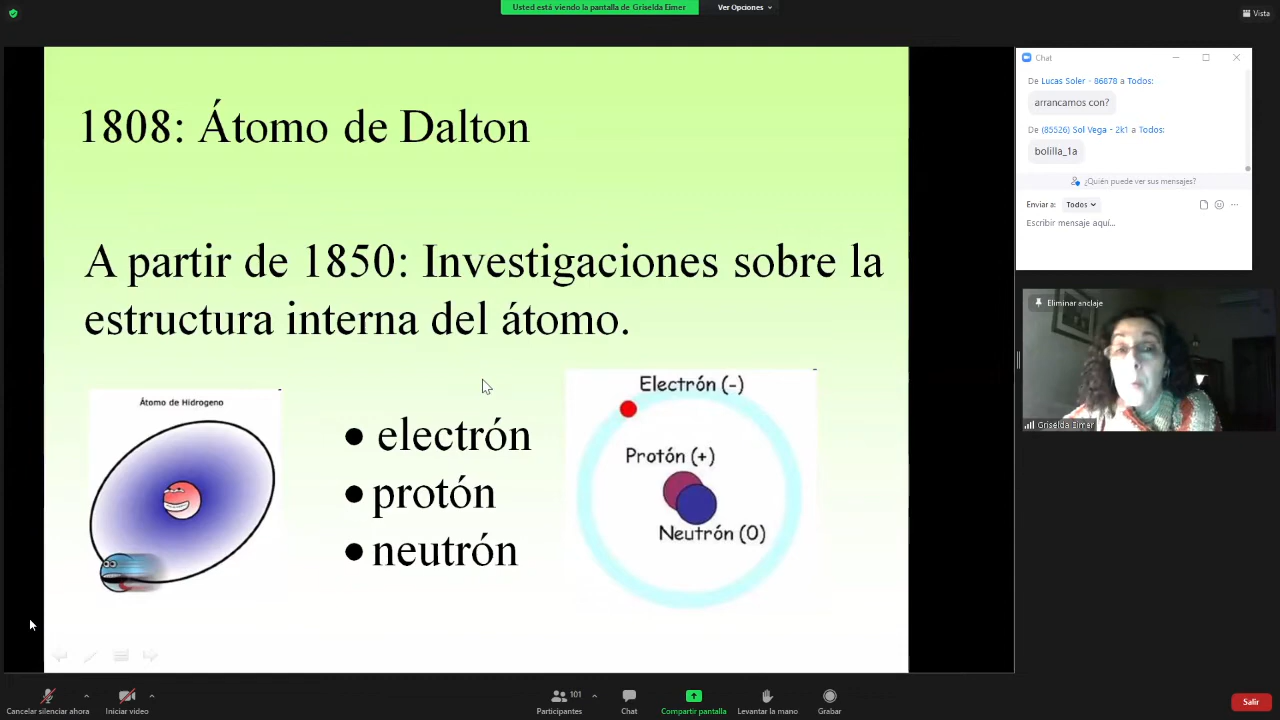 Usted está viendo la pantalla de Griselda Eimer
Ver Opciones
Vista
1808: Átomo de Dalton
A partir de 1850: Investigaciones sobre la
estructura interna del átomo.
Átomo de Hidrogeno
• electrón
• protón
• neutrón
Electrón (-)
Protón (+)
Neutrón (0)
Chat
De Lucas Soler - 86878 a Todos:
arrancamos con?
De (85526) Sol Vega - 2k1 a Todos:
bolilla_1a
¿Quién puede ver sus mensajes?
Enviar a: Todos
Escribir mensaje aquí...
Eliminar anclaje
Griselda Eimer
Cancelar silenciar ahora
Iniciar video
101
Participantes
Chat
Compartir pantalla
Levantar la mano
Grabar
Salir